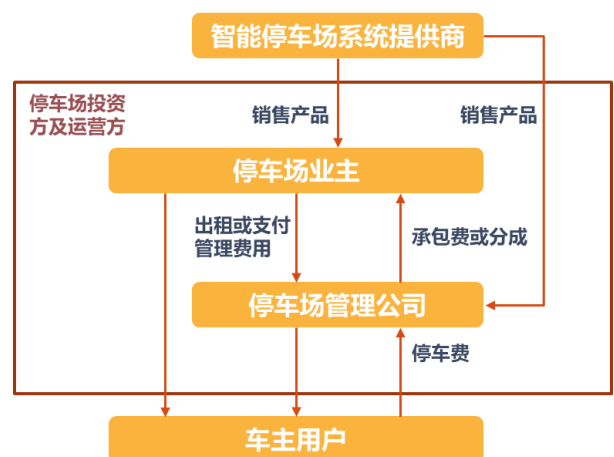 智能停车场系统提供商
停车场投资
方及运营方
销售产品
销售产品
停车场业主
出租或支付
管理费用
承包费或分成
停车场管理公司
停车费
车主用户